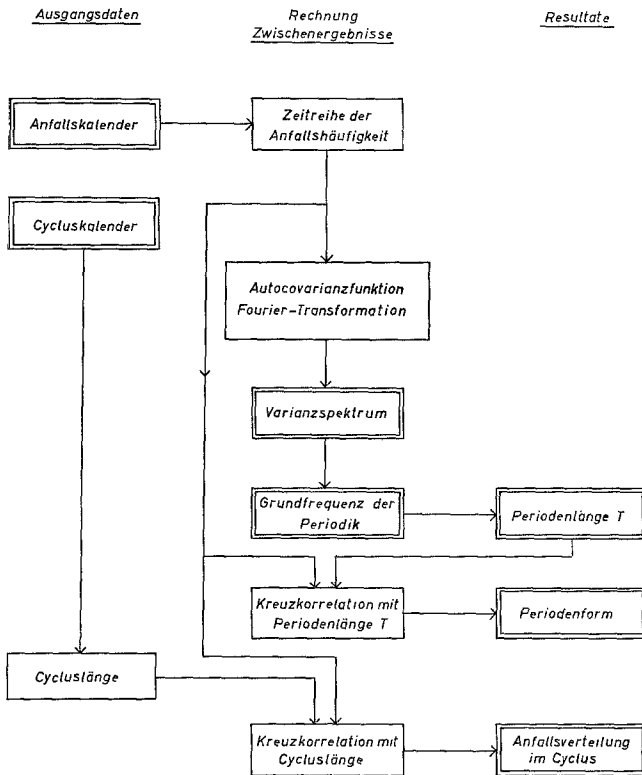 Ausgangsdaten
Rechnung
Zwischenergebnisse
Resultate
Anfallskalender
Zeitreihe der
Anfallshäufigkeit
Cycluskalender
Autocovarianzfunktion
Fourier-Transformation
Varianzspektrum
Grundfrequenz der
Periodik
Periodenlänge T
Kreuzkorrelation mit
Periodenlänge T
Periodenform
Cycluslänge
Kreuzkorrelation mit
Cycluslänge
Anfallsverteilung
im Cyclus